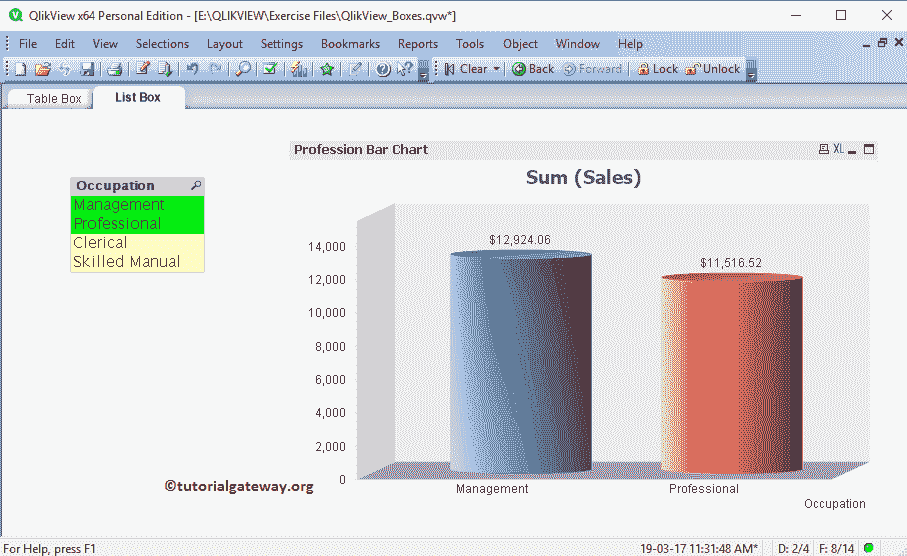 QlikView x64 Personal Edition - [E:\QLIKVIEW\Exercise Files\QlikView_Boxes.qvw*]
File Edit View Selections Layout Settings Bookmarks Reports Tools Object Window Help
Clear Back Forward Lock Unlock
Table Box List Box
Profession Bar Chart XL
Sum (Sales)
Occupation
Management
Professional
Clerical
Skilled Manual
$12,924.06
$11,516.52
14,000
12,000
10,000
8,000
6,000
4,000
2,000
0
Management Professional
Occupation
©tutorialgateway.org
For Help, press F1 19-03-17 11:31:48 AM* D: 2/4 F: 8/14